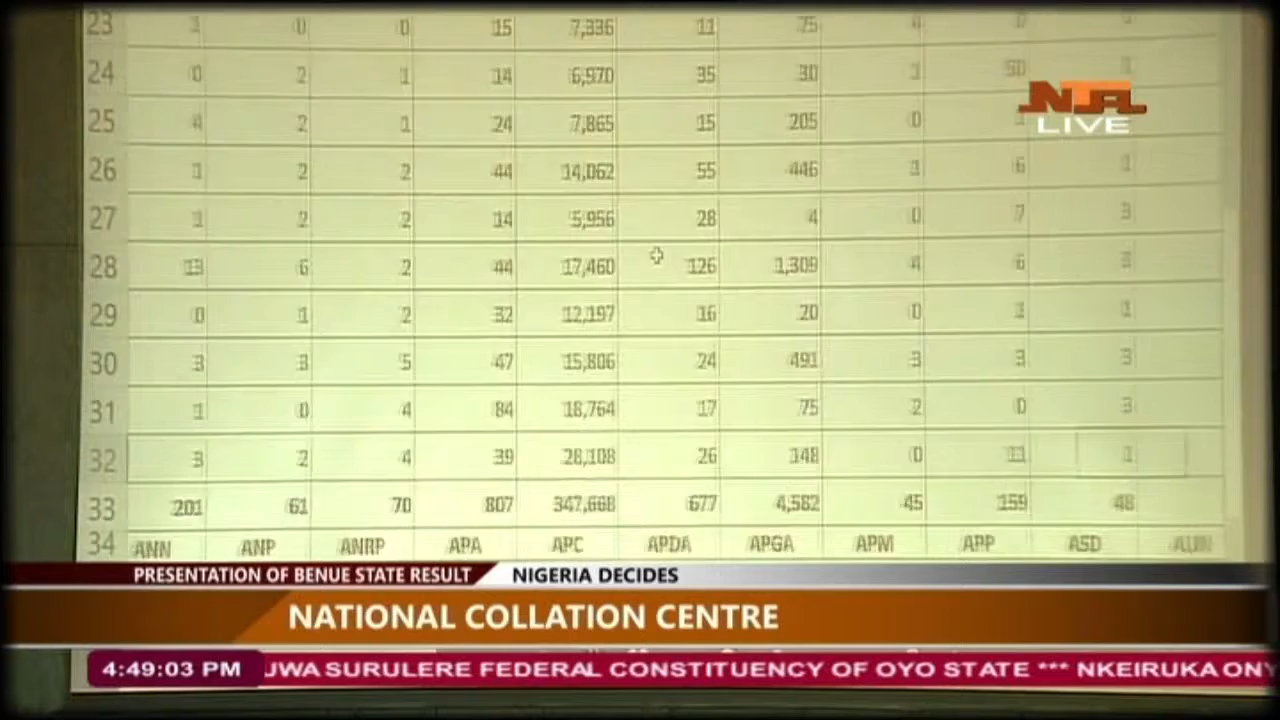 23 1 0 0 15 7,336 11 75 4 0
24 0 2 1 14 6,970 35 30 1 50 1
25 4 2 1 24 7,865 15 205 0 1
26 1 2 2 44 14,062 55 446 1 6 1
27 1 2 2 14 5,956 28 4 0 7 3
28 13 6 2 44 17,460 126 1,309 4 6
29 0 1 2 32 12,197 16 20 0 1 1
30 3 3 5 47 15,806 24 491 3 3 3
31 1 0 4 84 18,764 17 75 2 0 3
32 3 2 4 39 28,108 26 148 0 11 1
33 201 61 70 807 347,668 677 4,582 45 159 48
34 ANN ANP ANRP APA APC APDA APGA APM APP ASD
NTA
LIVE
PRESENTATION OF BENUE STATE RESULT NIGERIA DECIDES
NATIONAL COLLATION CENTRE
4:49:03 PM JWA SURULERE FEDERAL CONSTITUENCY OF OYO STATE *** NKEIRUKA ONY